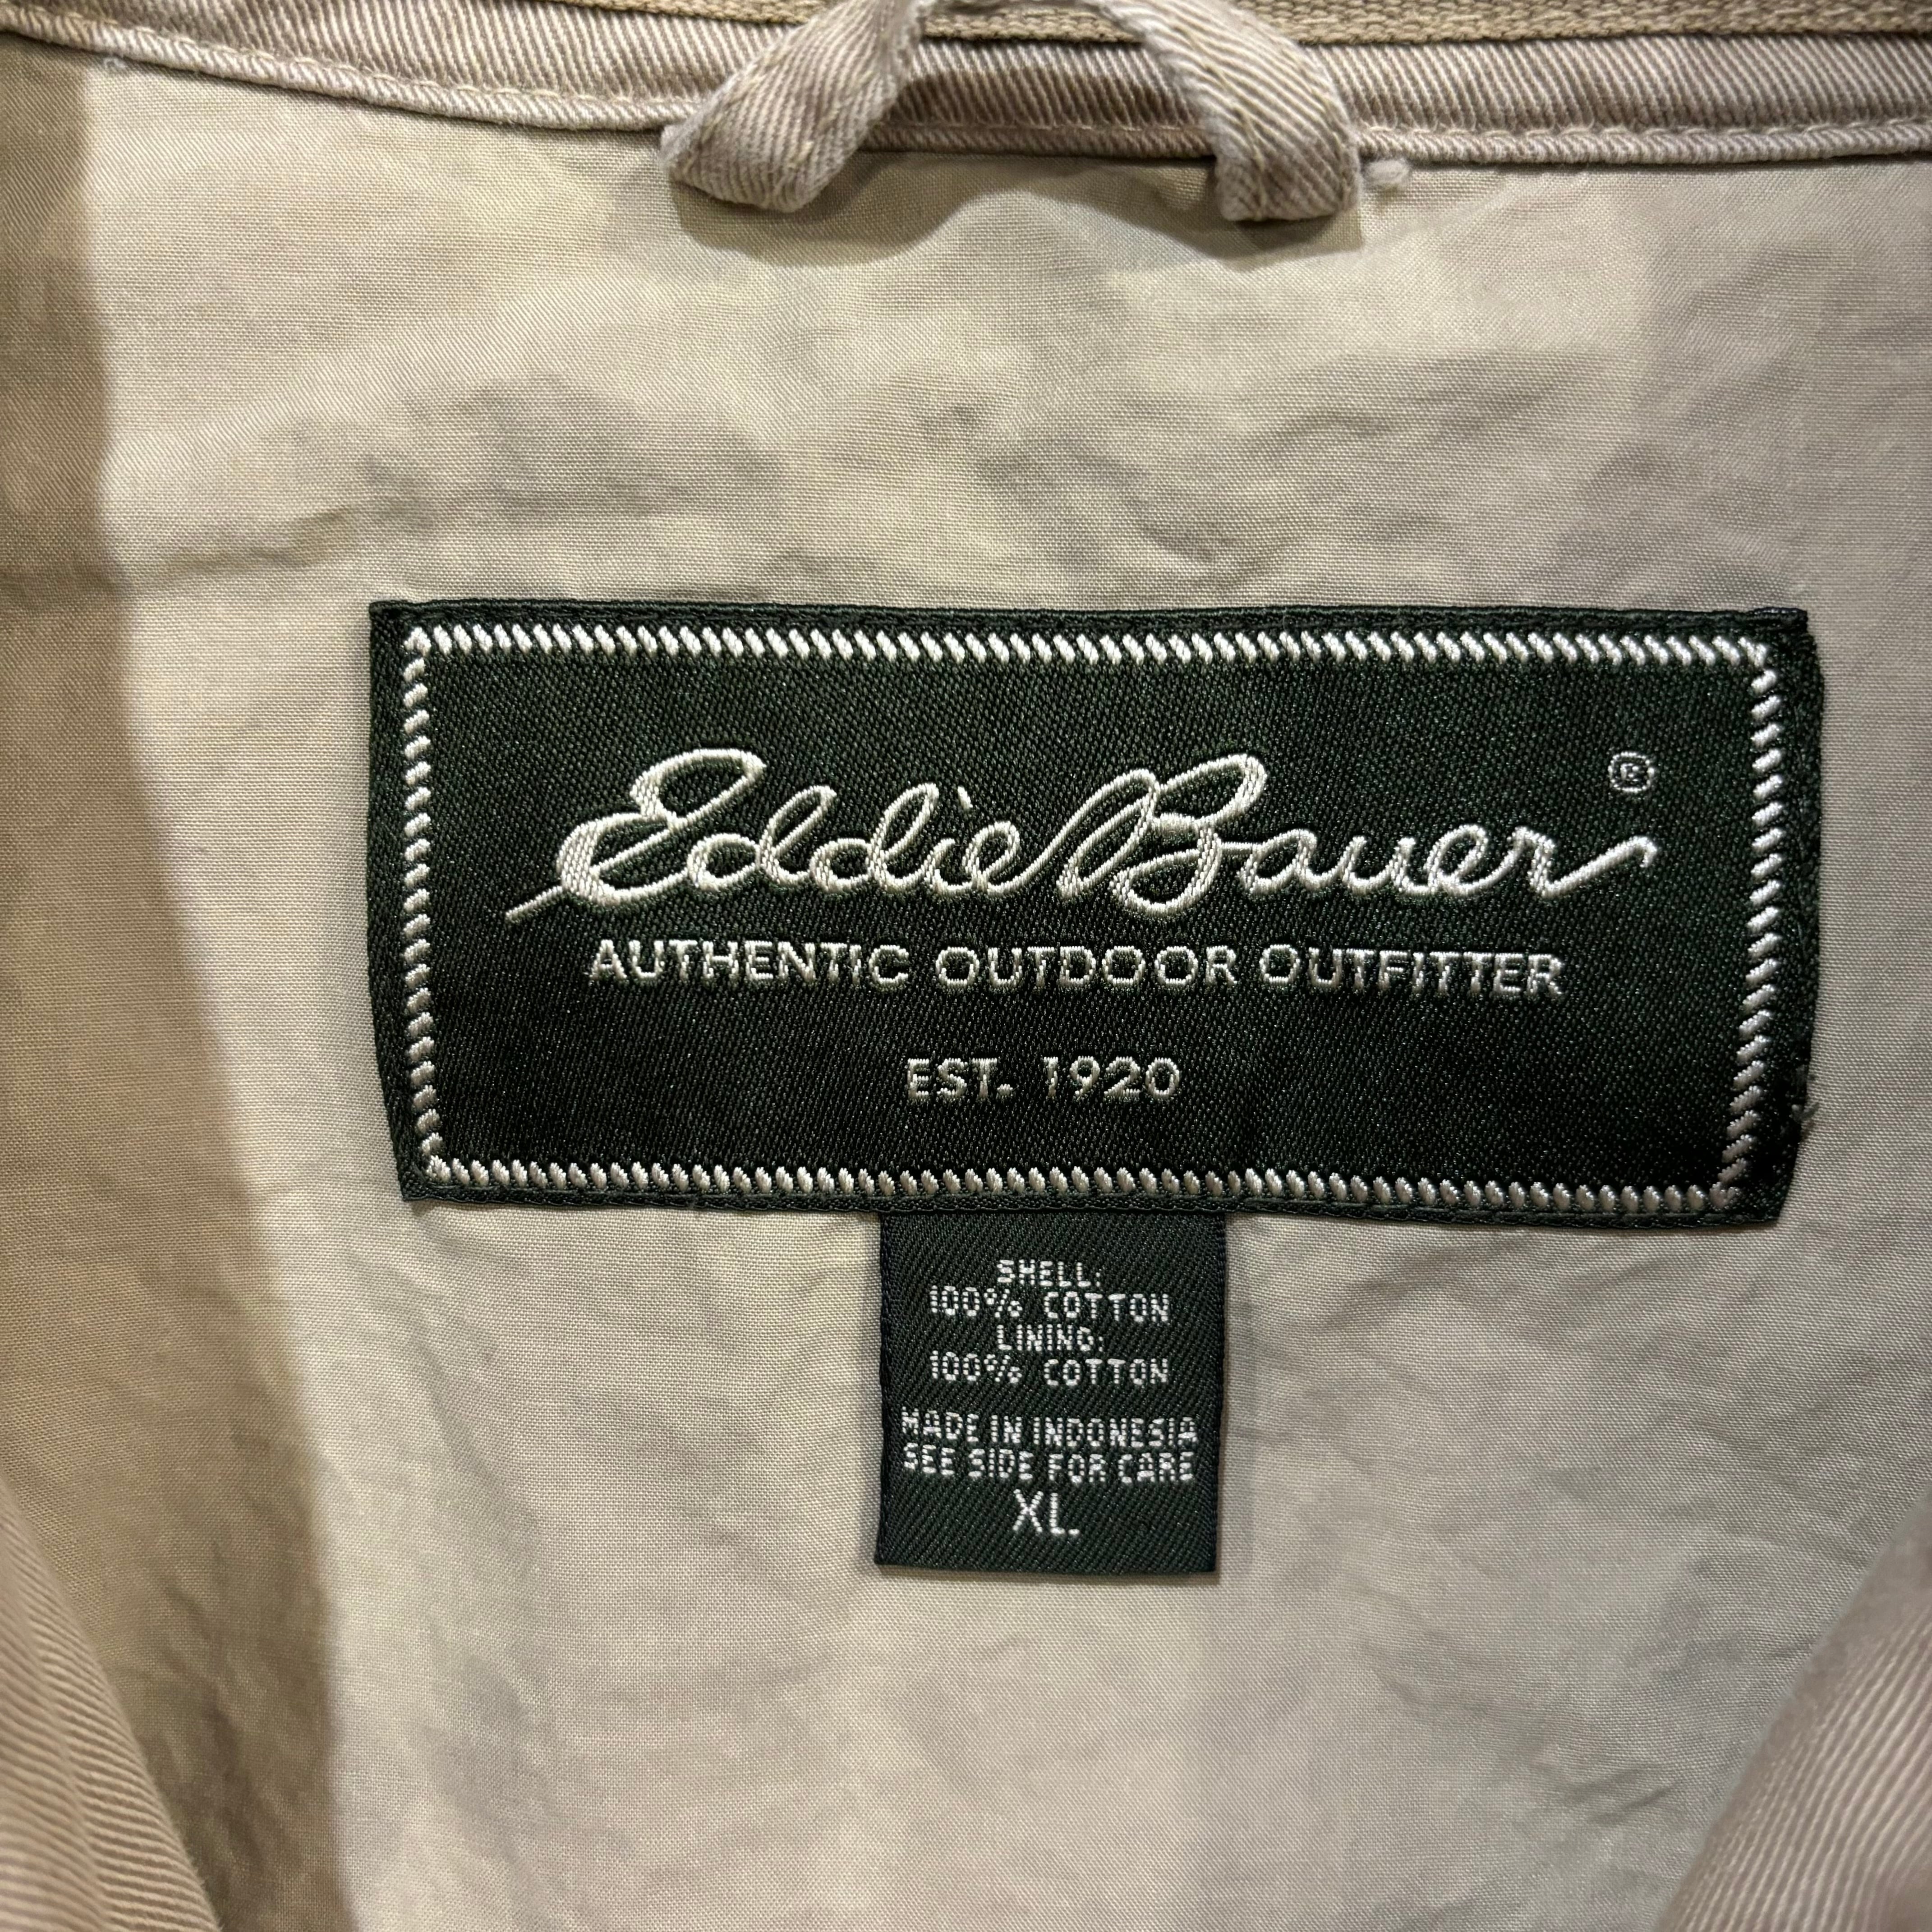 Eddie Bauer ®
AUTHENTIC OUTDOOR OUTFITTER
EST. 1920
SHELL:
100% COTTON
LINING:
100% COTTON
MADE IN INDONESIA
SEE SIDE FOR CARE
XL